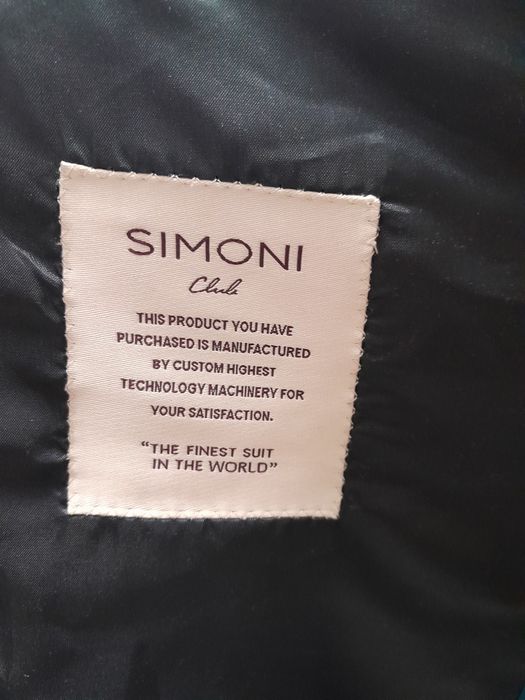 SIMONI
Club
THIS PRODUCT YOU HAVE
PURCHASED IS MANUFACTURED
BY CUSTOM HIGHEST
TECHNOLOGY MACHINERY FOR
YOUR SATISFACTION.
“THE FINEST SUIT
IN THE WORLD”